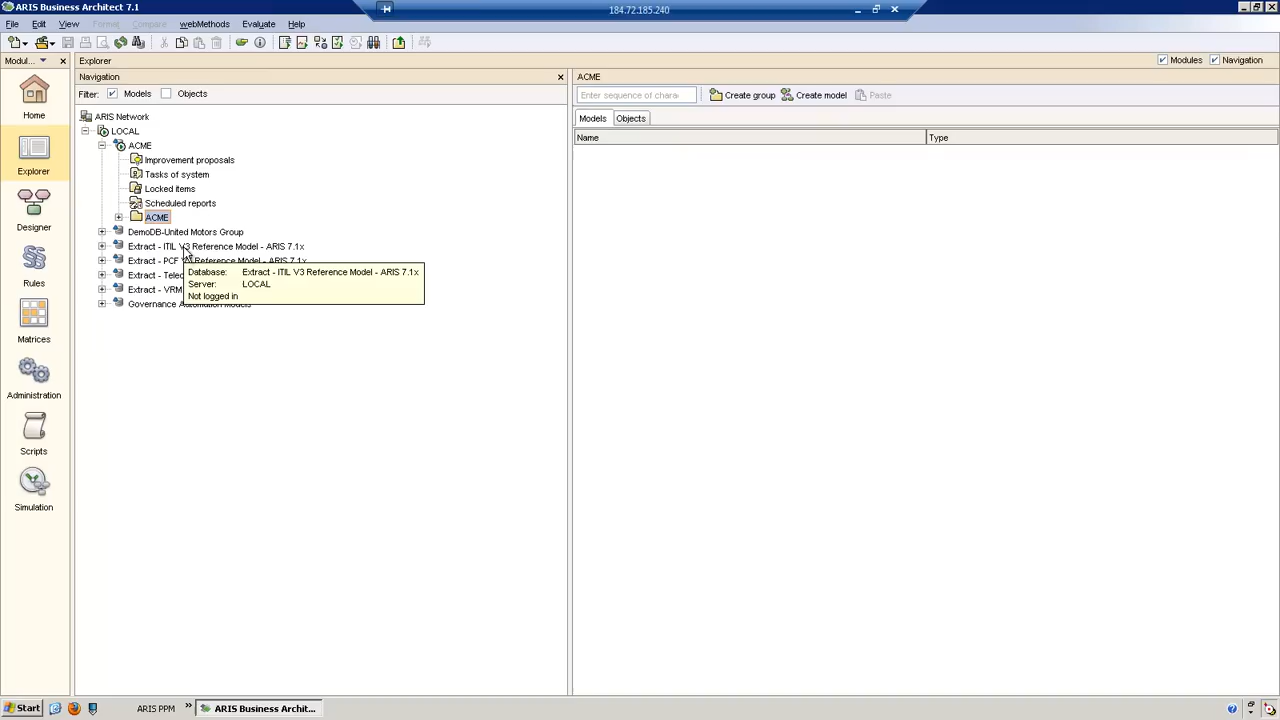 ARIS Business Architect 7.1
184.72.185.240
File Edit View Format Compare webMethods Evaluate Help
Modul...
Explorer
Modules
Navigation
Navigation
ACME
Filter: Models Objects
Enter sequence of chara
Create group
Create model
Paste
Models Objects
Name Type
Home
Explorer
Designer
Rules
Matrices
Administration
Scripts
Simulation
ARIS Network
LOCAL
ACME
Improvement proposals
Tasks of system
Locked items
Scheduled reports
ACME
DemoDB-United Motors Group
Extract - ITIL V3 Reference Model - ARIS 7.1x
Extract - PCF Reference Model - ARIS 7.1x
Extract - Telec
Extract - VRM
Governance Automation Models
Database: Extract - ITIL V3 Reference Model - ARIS 7.1x
Server: LOCAL
Not logged in
Start
ARIS PPM
»
ARIS Business Archit...